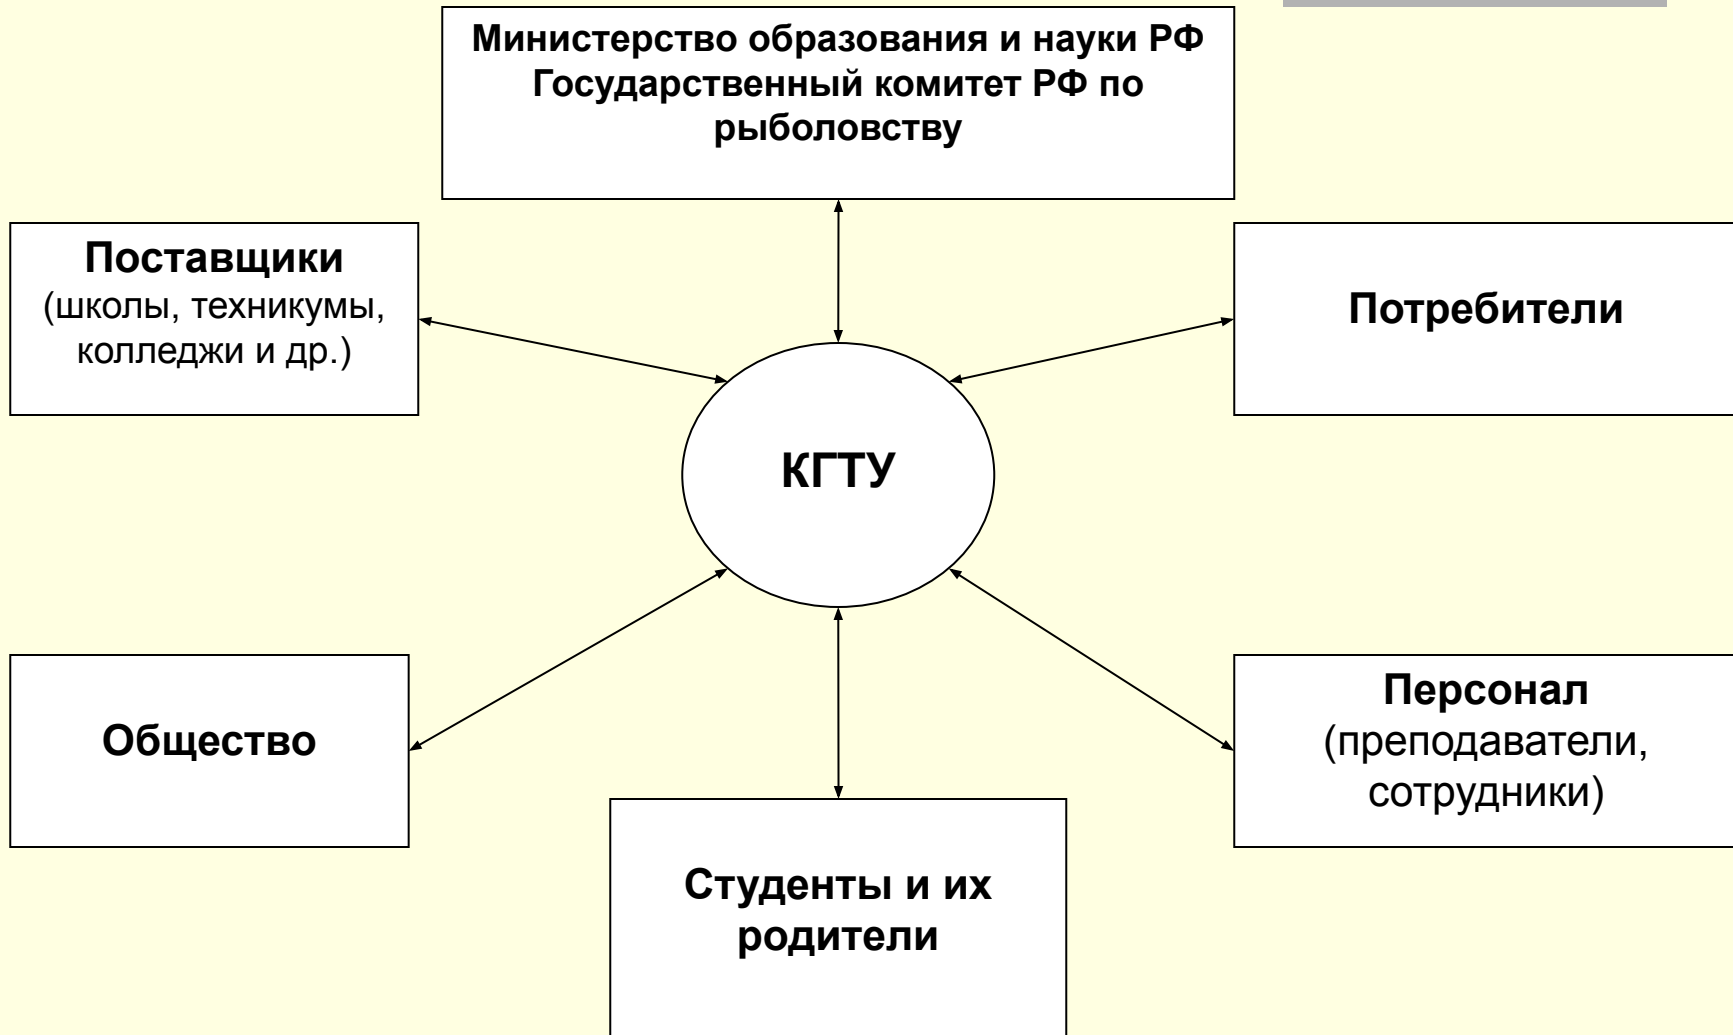 Министерство образования и науки РФ
Государственный комитет РФ по
рыболовству
Поставщики
(школы, техникумы,
колледжи и др.)
Потребители
КГТУ
Общество
Персонал
(преподаватели,
сотрудники)
Студенты и их
родители